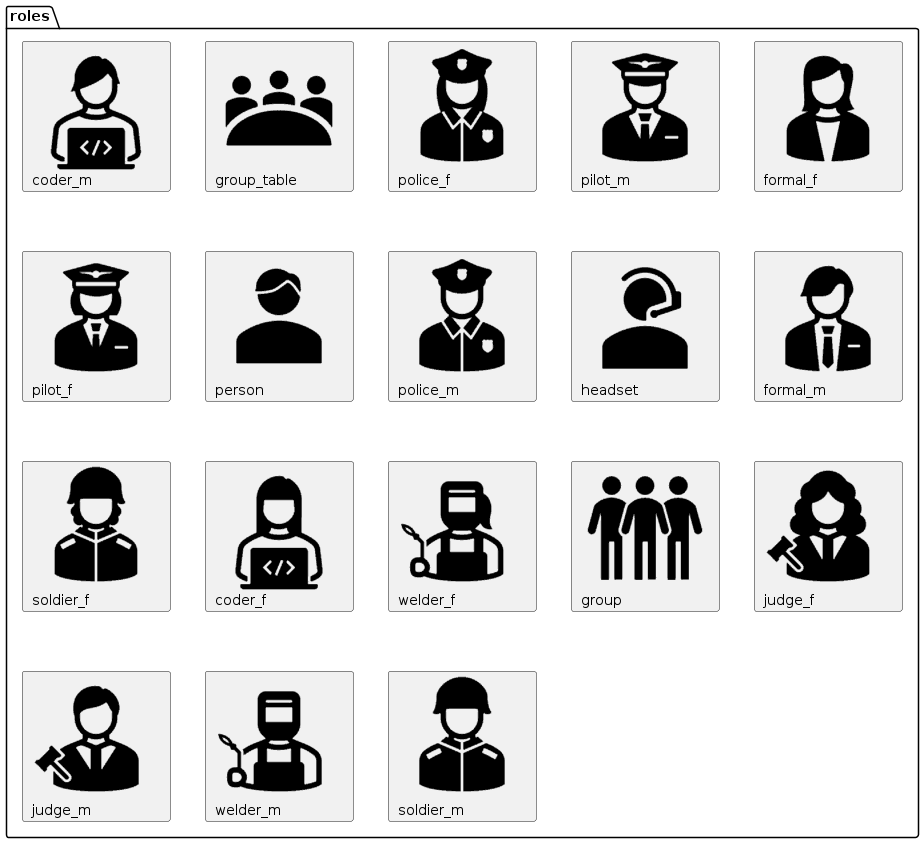 roles
</>
coder_m
group_table
police_f
pilot_m
formal_f
pilot_f
person
police_m
headset
formal_m
</>
soldier_f
coder_f
welder_f
group
judge_f
judge_m
welder_m
soldier_m